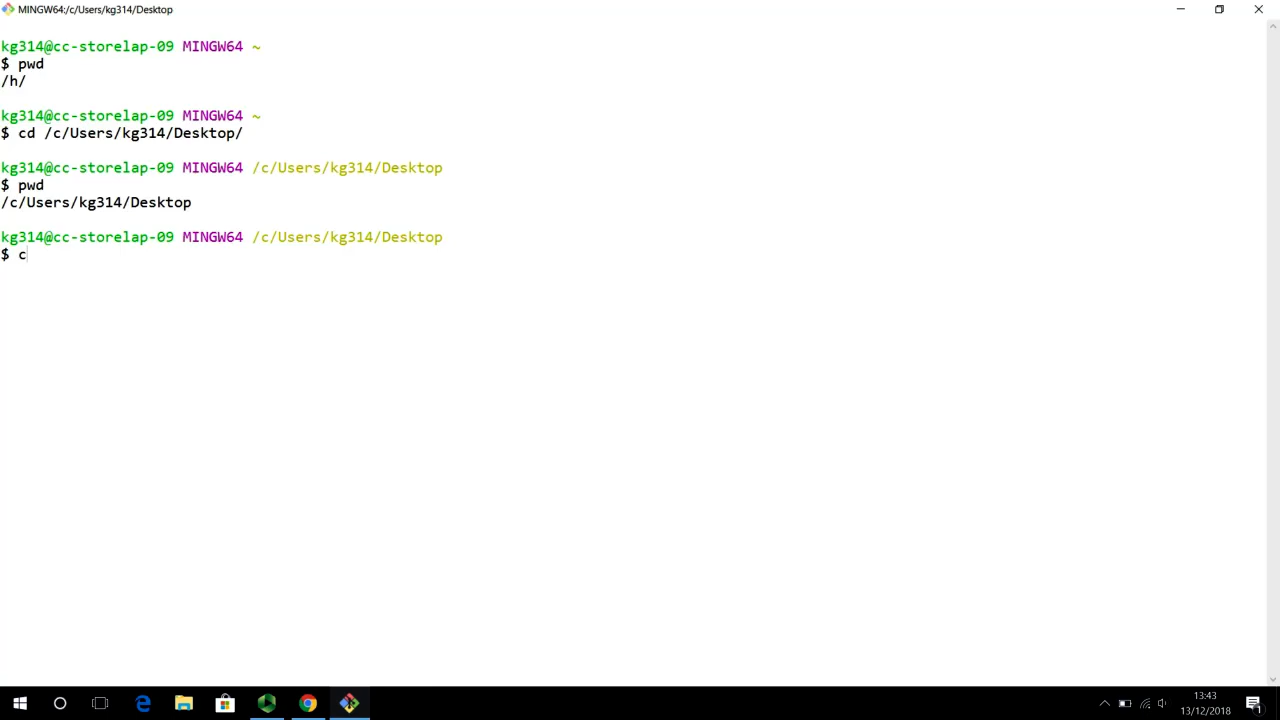 MINGW64:/c/Users/kg314/Desktop
kg314@cc-storelap-09 MINGW64 ~
$ pwd
/h/
kg314@cc-storelap-09 MINGW64 ~
$ cd /c/Users/kg314/Desktop/
kg314@cc-storelap-09 MINGW64 /c/Users/kg314/Desktop
$ pwd
/c/Users/kg314/Desktop
kg314@cc-storelap-09 MINGW64 /c/Users/kg314/Desktop
$ c
13:43
13/12/2018
1